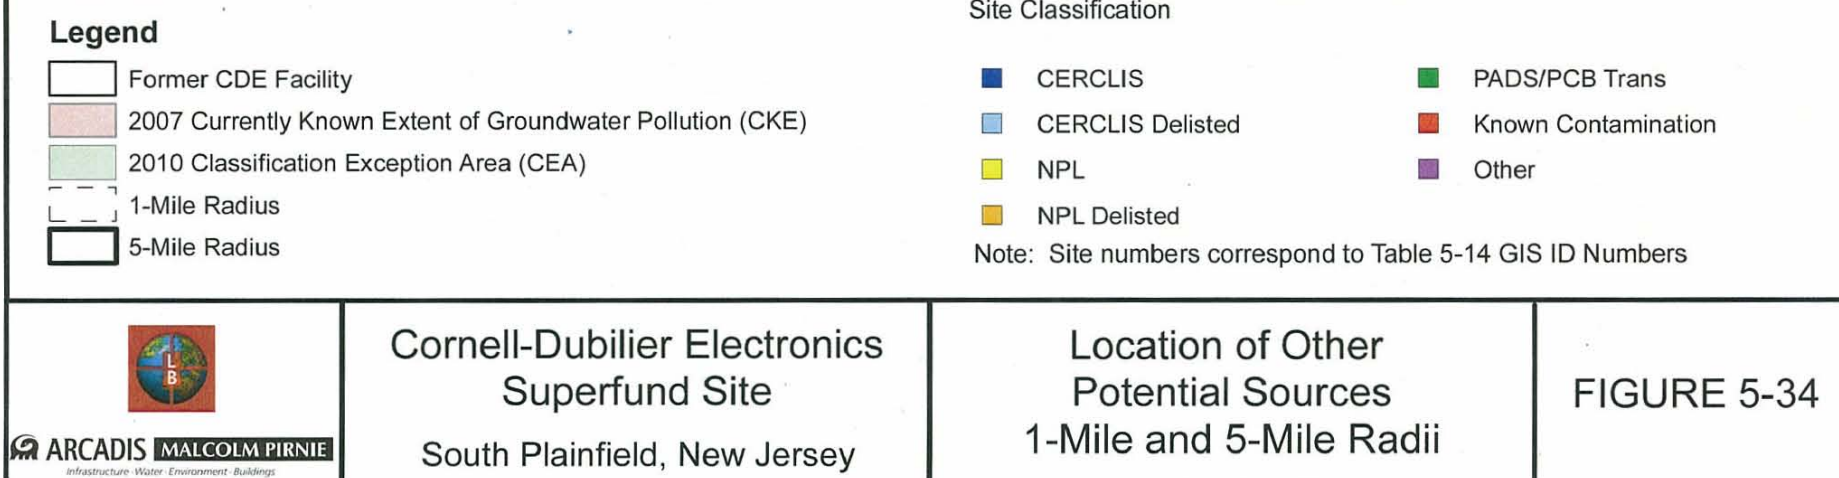 Legend
Former CDE Facility
2007 Currently Known Extent of Groundwater Pollution (CKE)
2010 Classification Exception Area (CEA)
1-Mile Radius
5-Mile Radius
Site Classification
CERCLIS
CERCLIS Delisted
NPL
NPL Delisted
PADS/PCB Trans
Known Contamination
Other
Note: Site numbers correspond to Table 5-14 GIS ID Numbers
L
B
ARCADIS MALCOLM PIRNIE
Infrastructure · Water · Environment · Buildings
Cornell-Dubilier Electronics
Superfund Site
South Plainfield, New Jersey
Location of Other
Potential Sources
1-Mile and 5-Mile Radii
FIGURE 5-34